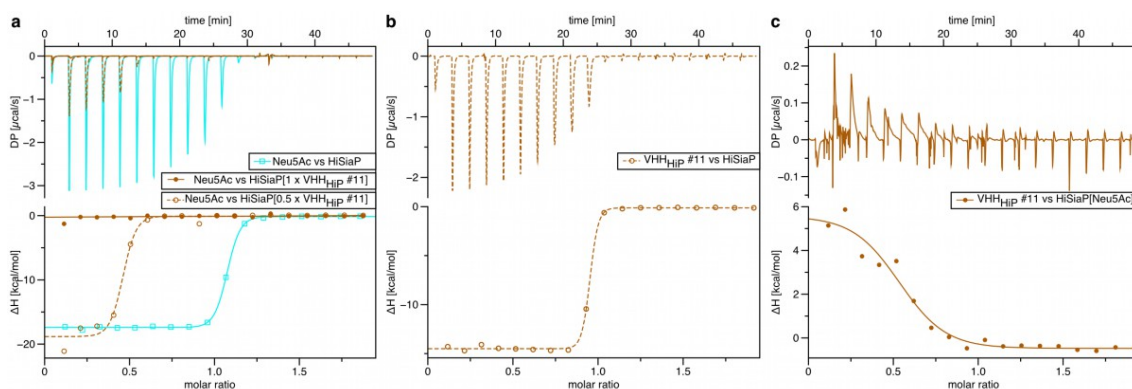 a
time [min]
0 10 20 30 40
0
−1
−2
−3
DP [µcal/s]
Neu5Ac vs HiSiaP
Neu5Ac vs HiSiaP[1 x VHHHiP #11]
Neu5Ac vs HiSiaP[0.5 x VHHHiP #11]
0
−10
−20
ΔH [kcal/mol]
0.0 0.5 1.0 1.5
molar ratio
b
time [min]
0 10 20 30 40
0
−1
−2
DP [µcal/s]
VHHHiP #11 vs HiSiaP
0
−10
ΔH [kcal/mol]
0.0 0.5 1.0 1.5
molar ratio
c
time [min]
0 10 20 30 40
0.2
0.1
0
−0.1
DP [µcal/s]
VHHHiP #11 vs HiSiaP[Neu5Ac]
6
4
2
0
ΔH [kcal/mol]
0.0 0.5 1.0 1.5
molar ratio